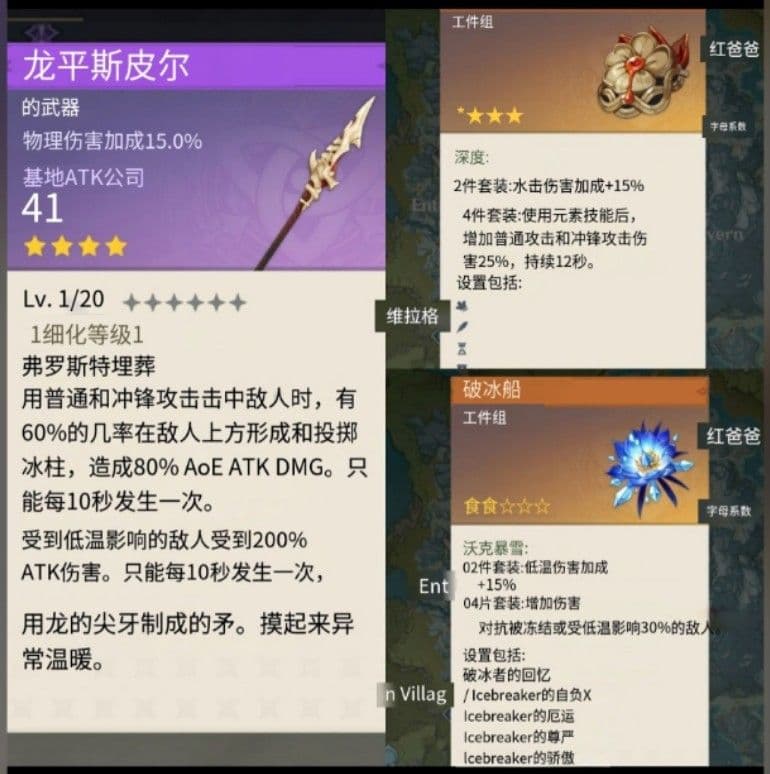 龙平斯皮尔
的武器
物理伤害加成15.0%
基地ATK公司
41
Lv. 1/20
1细化等级1
弗罗斯特埋葬
用普通和冲锋攻击击中敌人时，有
60%的几率在敌人上方形成和投掷
冰柱，造成80% AoE ATK DMG。只
能每10秒发生一次。
受到低温影响的敌人受到200%
ATK伤害。只能每10秒发生一次，
用龙的尖牙制成的矛。摸起来异
常温暖。
工件组
红爸爸
字母系数
深度:
2件套装:水击伤害加成+15%
4件套装:使用元素技能后，
增加普通攻击和冲锋攻击伤
害25%，持续12秒。
设置包括:
维拉格
破冰船
工件组
红爸爸
食食☆☆☆
字母系数
沃克暴雪:
02件套装:低温伤害加成
+15%
04片套装:增加伤害
对抗被冻结或受低温影响30%的敌人。
设置包括:
破冰者的回忆
/ Icebreaker的自负X
Icebreaker的厄运
Icebreaker的尊严
Icebreaker的骄傲
Ent
n Villag